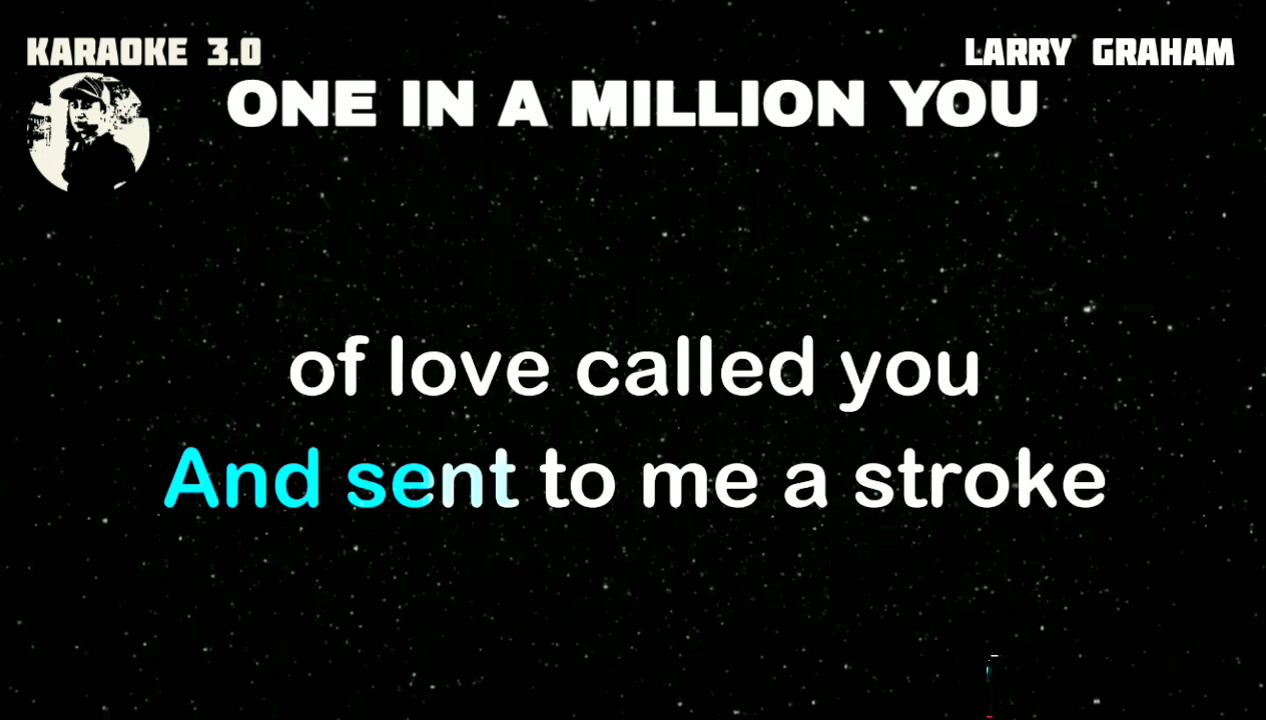 KARAOKE 3.0
LARRY GRAHAM
ONE IN A MILLION YOU
of love called you
And sent to me a stroke